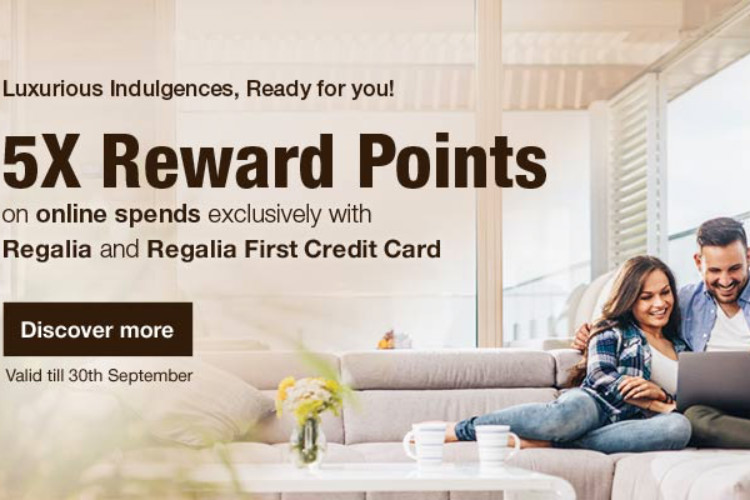 Luxurious Indulgences, Ready for you!
5X Reward Points
on online spends exclusively with
Regalia and Regalia First Credit Card
Discover more
Valid till 30th September